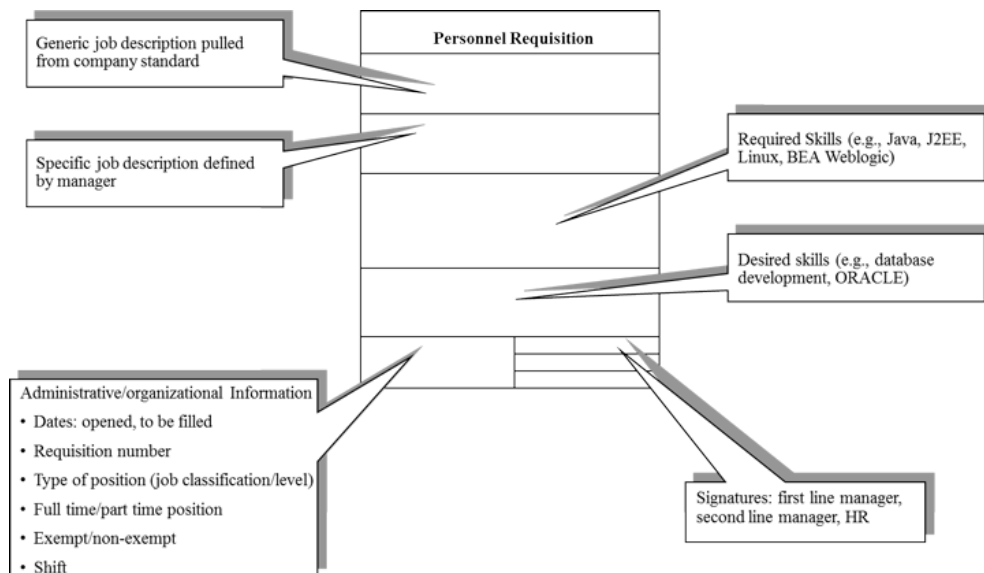 Personnel Requisition
Generic job description pulled
from company standard
Specific job description defined
by manager
Required Skills (e.g., Java, J2EE,
Linux, BEA Weblogic)
Desired skills (e.g., database
development, ORACLE)
Administrative/organizational Information
• Dates: opened, to be filled
• Requisition number
• Type of position (job classification/level)
• Full time/part time position
• Exempt/non-exempt
• Shift
Signatures: first line manager,
second line manager, HR